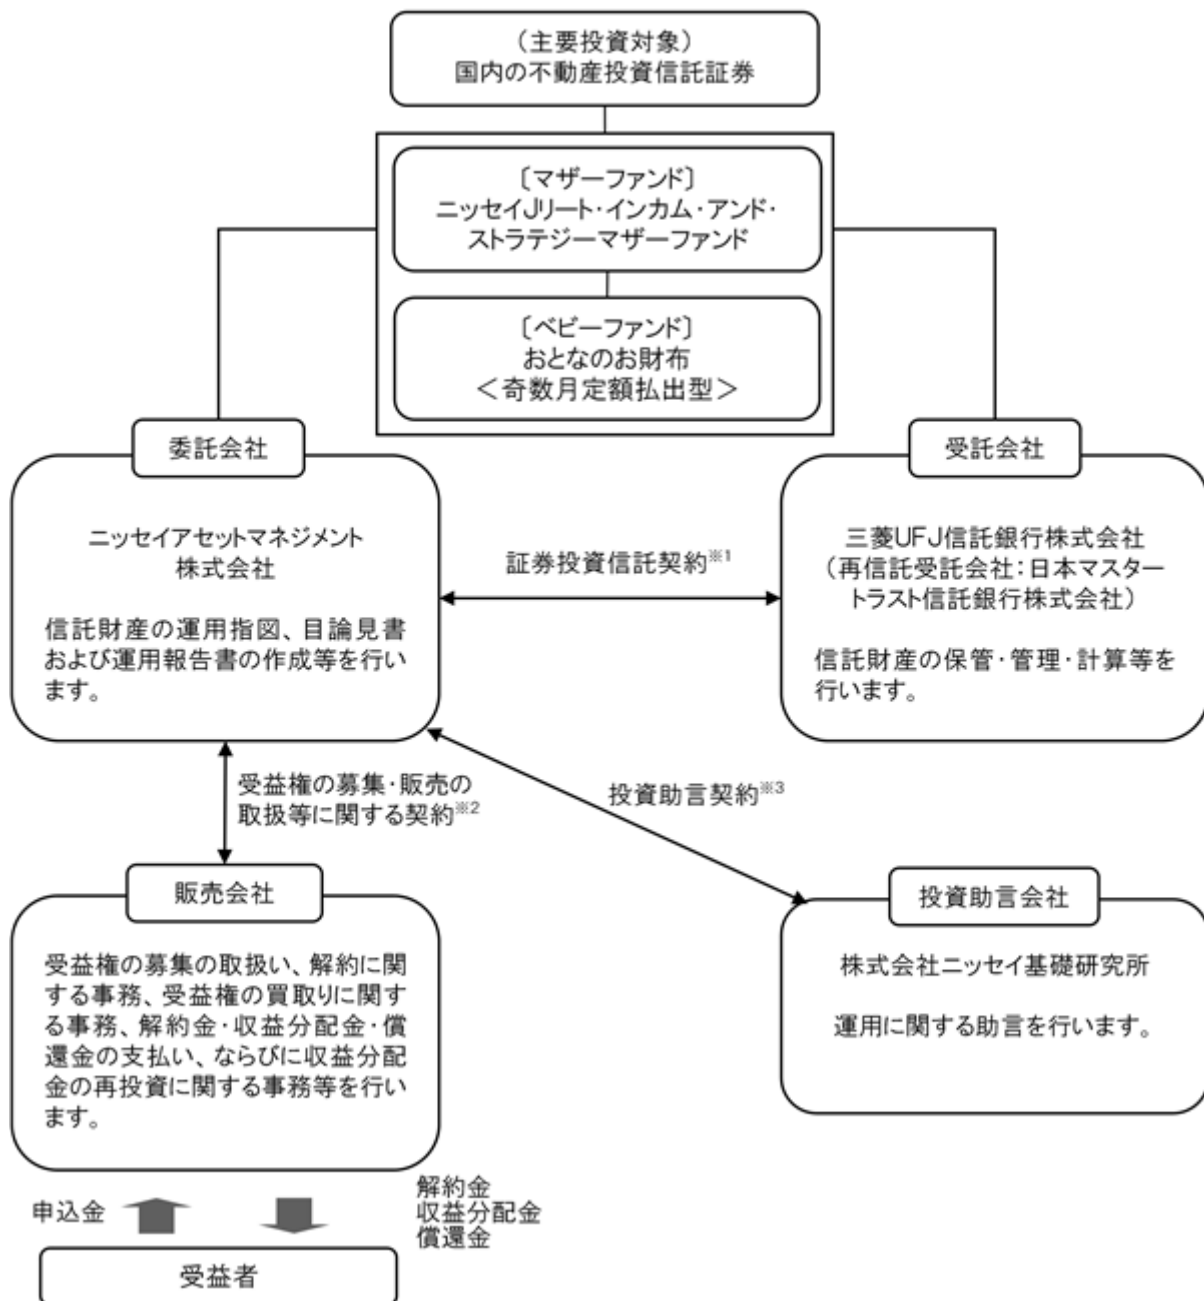 （主要投資対象）
国内の不動産投資信託証券
〔マザーファンド〕
ニッセイJリート・インカム・アンド・
ストラテジーマザーファンド
〔ベビーファンド〕
おとなのお財布
＜奇数月定額払出型＞
委託会社
ニッセイアセットマネジメント
株式会社
信託財産の運用指図、目論見書
および運用報告書の作成等を行い
ます。
証券投資信託契約※1
受託会社
三菱UFJ信託銀行株式会社
（再信託受託会社：日本マスター
トラスト信託銀行株式会社）
信託財産の保管・管理・計算等を
行います。
受益権の募集・販売の
取扱等に関する契約※2
投資助言契約※3
販売会社
受益権の募集の取扱い、解約に関
する事務、受益権の買取りに関す
る事務、解約金・収益分配金・償
還金の支払い、ならびに収益分配
金の再投資に関する事務等を行い
ます。
投資助言会社
株式会社ニッセイ基礎研究所
運用に関する助言を行います。
申込金
解約金
収益分配金
償還金
受益者